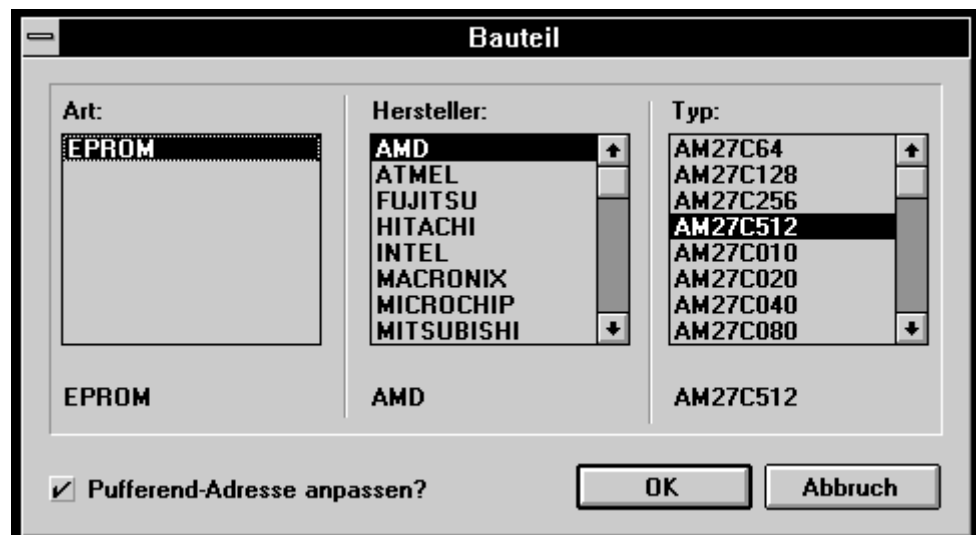 Bauteil
Art:
EPROM
EPROM
Hersteller:
AMD
ATMEL
FUJITSU
HITACHI
INTEL
MACRONIX
MICROCHIP
MITSUBISHI
AMD
Typ:
AM27C64
AM27C128
AM27C256
AM27C512
AM27C010
AM27C020
AM27C040
AM27C080
AM27C512
Pufferend-Adresse anpassen?
OK
Abbruch